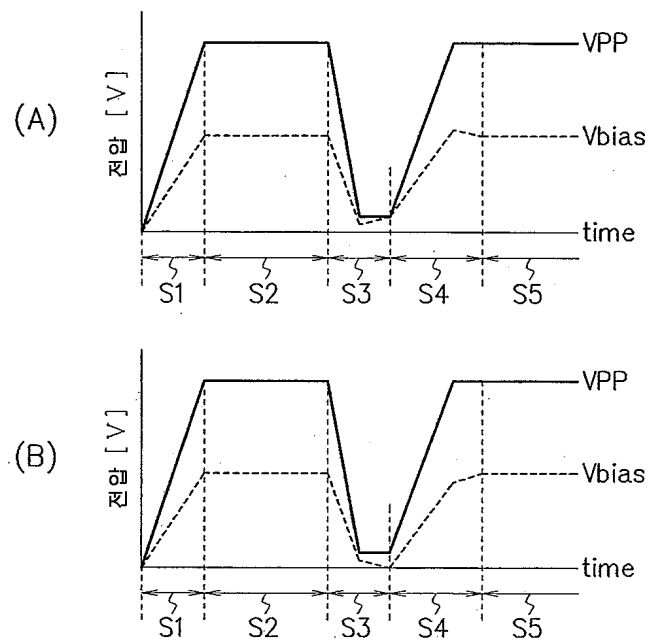 (A)
전압 [V]
VPP
Vbias
time
S1 S2 S3 S4 S5
(B)
전압 [V]
VPP
Vbias
time
S1 S2 S3 S4 S5